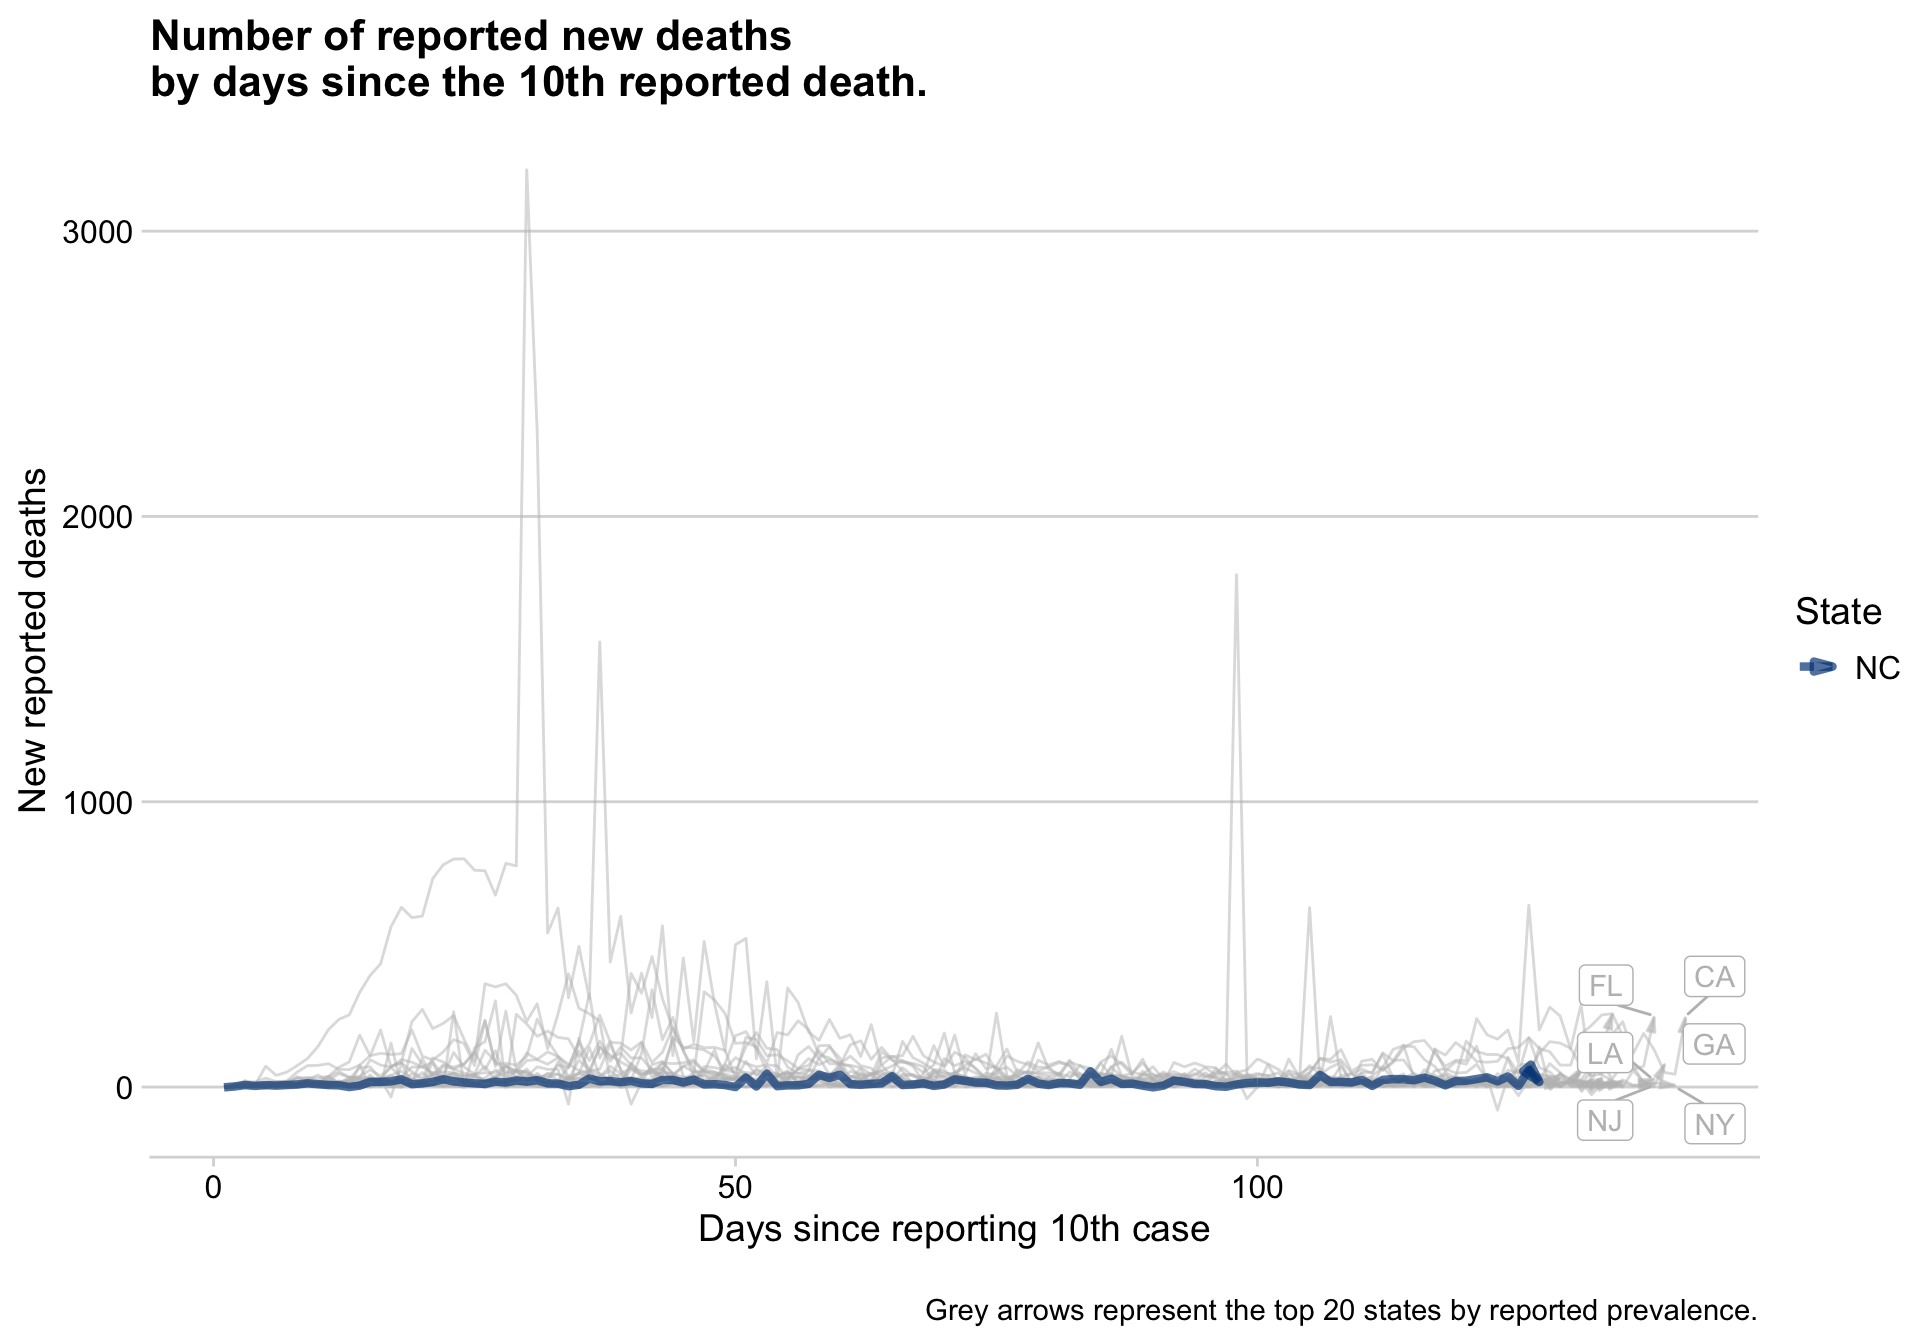 Number of reported new deaths
by days since the 10th reported death.
New reported deaths
3000
2000
1000
0
0
50
100
Days since reporting 10th case
FL
CA
LA
GA
NJ
NY
State
NC
Grey arrows represent the top 20 states by reported prevalence.